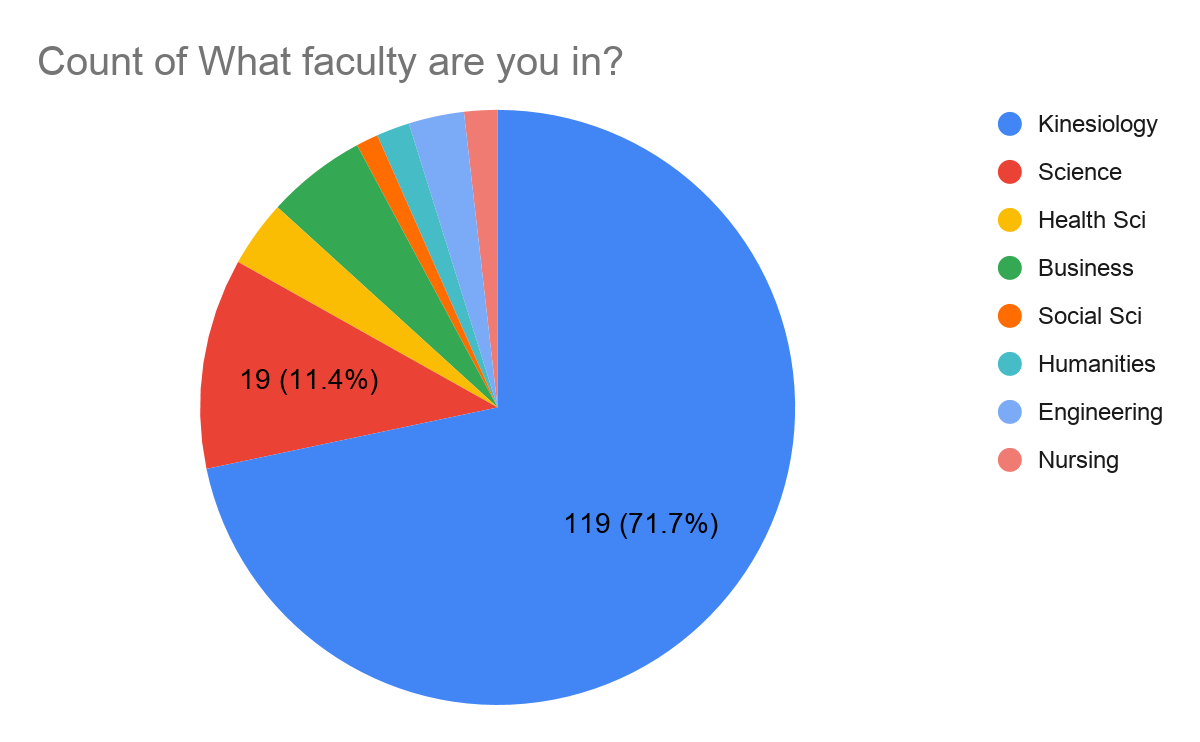 Count of What faculty are you in?
Kinesiology
Science
Health Sci
Business
Social Sci
Humanities
Engineering
Nursing
19 (11.4%)
119 (71.7%)